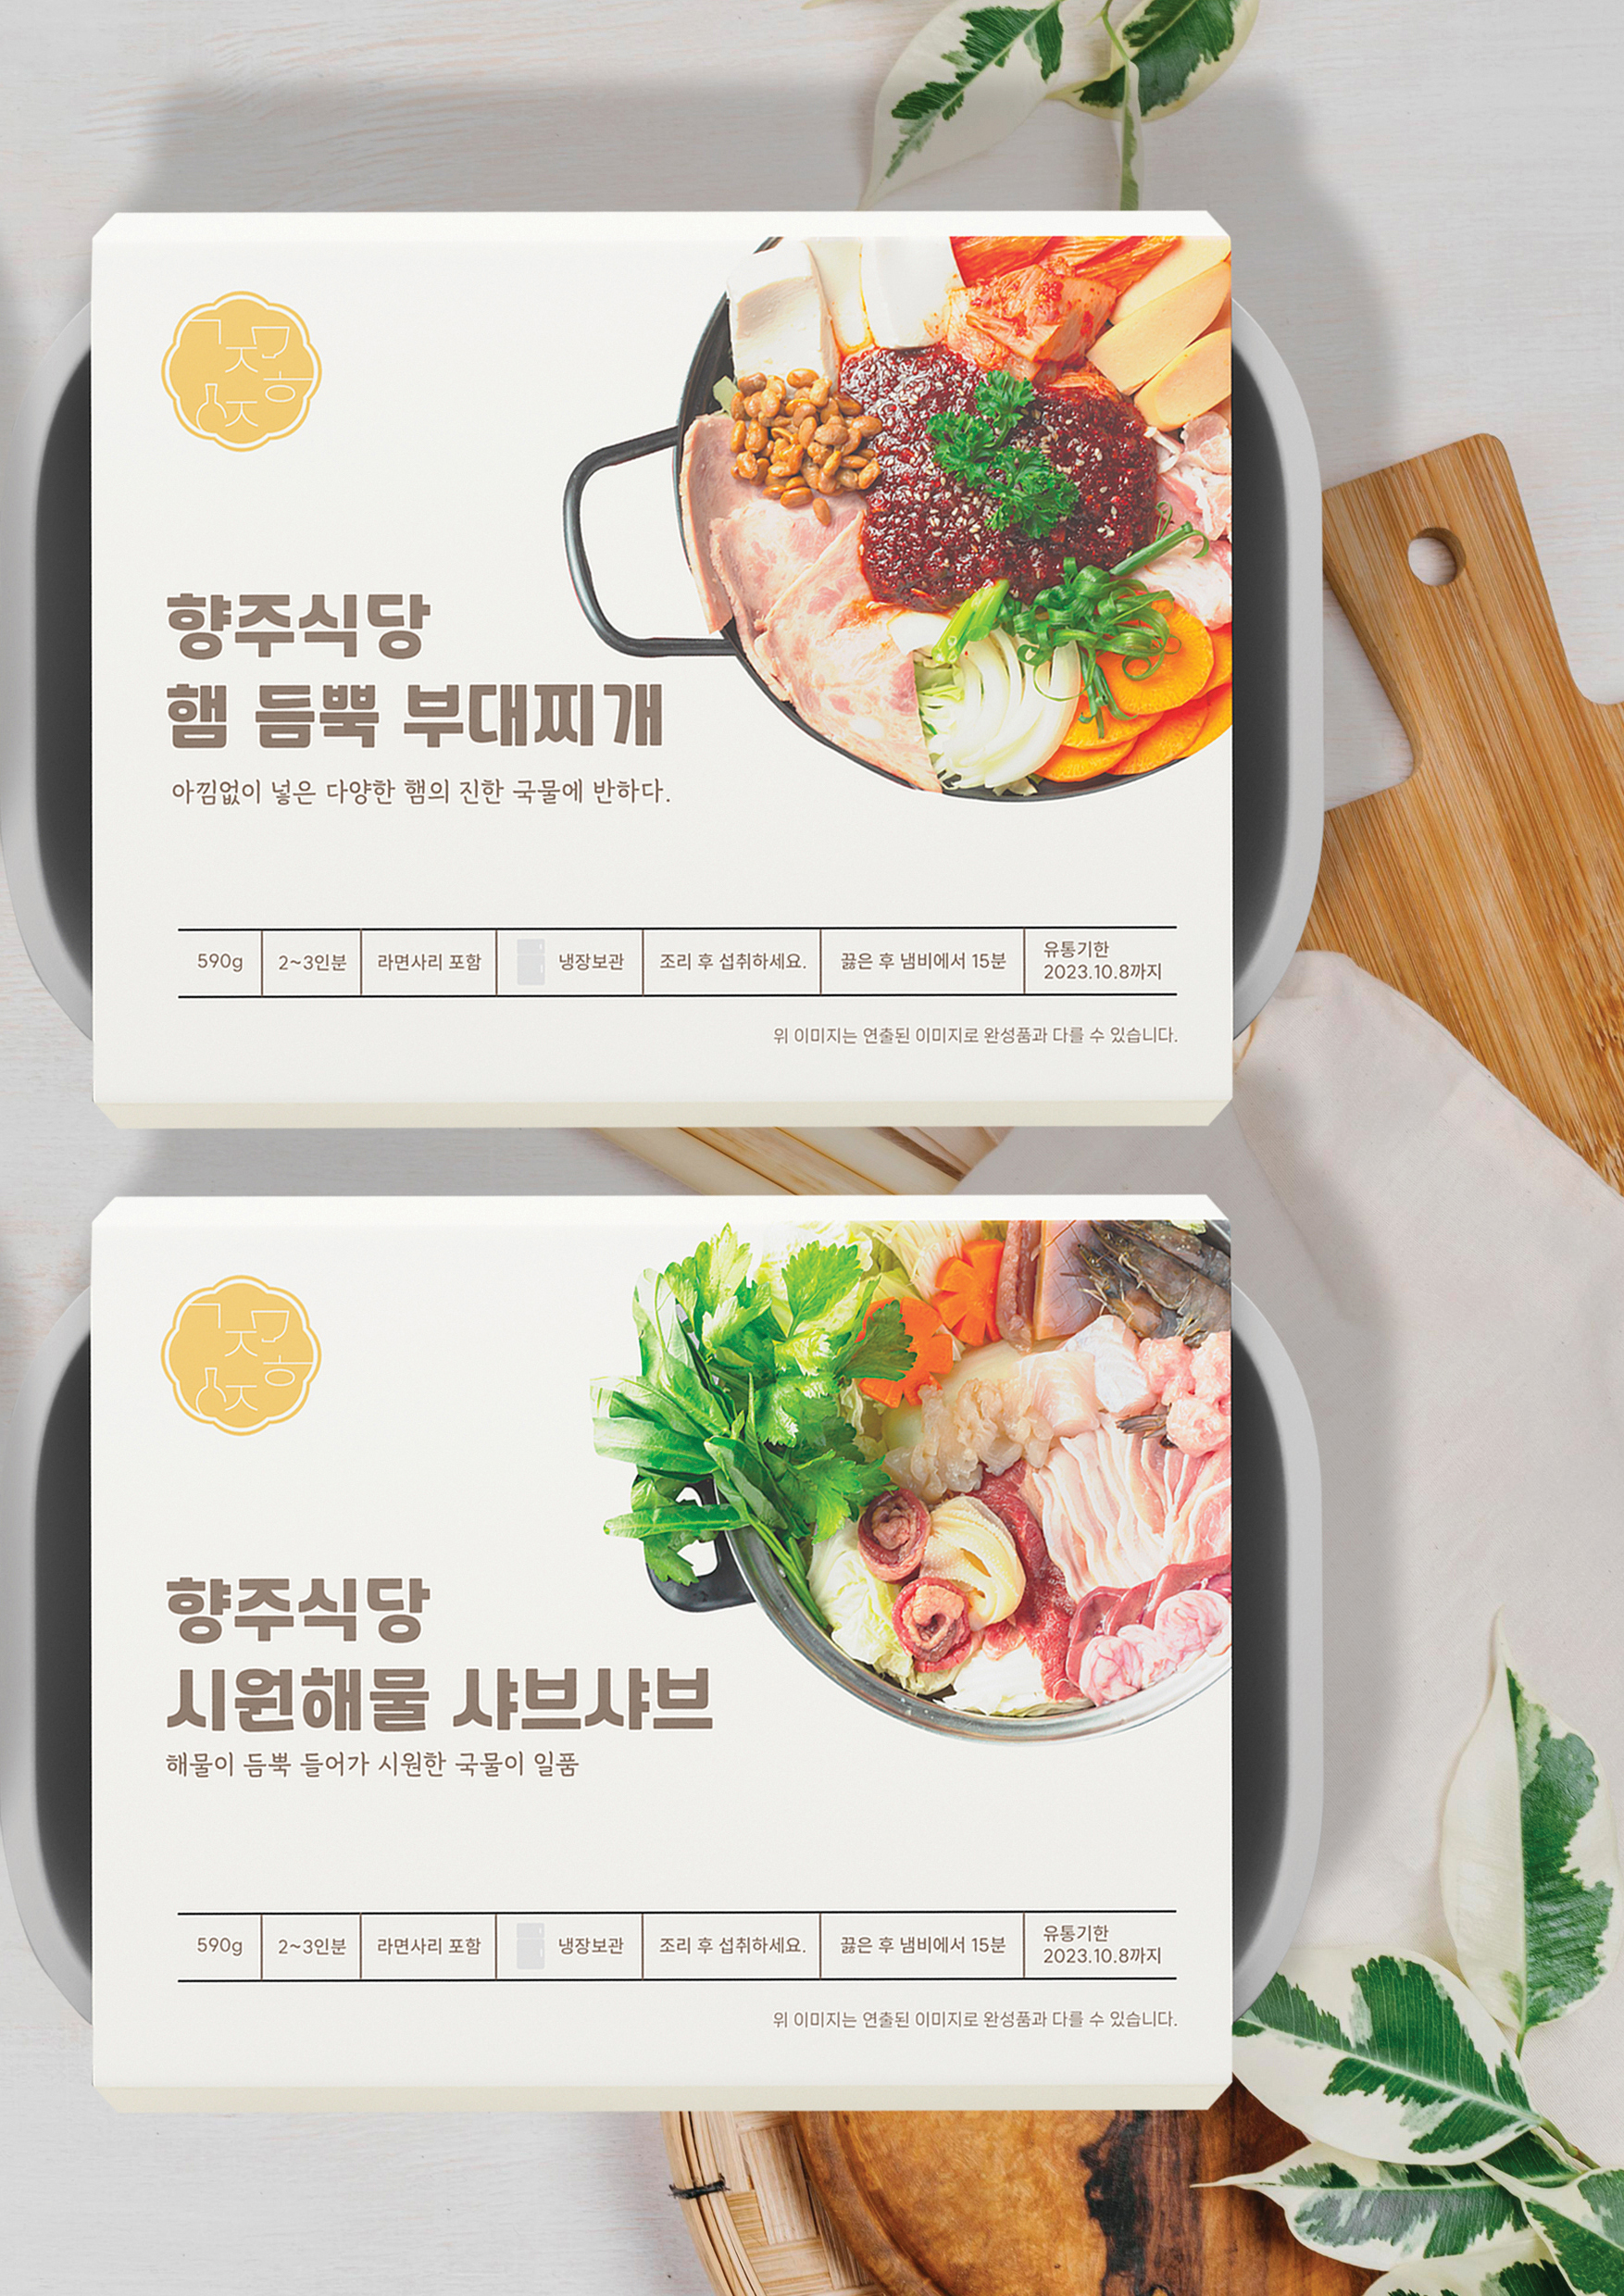 향주식당
햄 듬뿍 부대찌개
아낌없이 넣은 다양한 햄의 진한 국물에 반하다.
590g 2~3인분 라면사리 포함 냉장보관 조리 후 섭취하세요. 끓은 후 냄비에서 15분 유통기한
2023.10.8까지
위 이미지는 연출된 이미지로 완성품과 다를 수 있습니다.
향주식당
시원해물 샤브샤브
해물이 듬뿍 들어가 시원한 국물이 일품
590g 2~3인분 라면사리 포함 냉장보관 조리 후 섭취하세요. 끓은 후 냄비에서 15분 유통기한
2023.10.8까지
위 이미지는 연출된 이미지로 완성품과 다를 수 있습니다.